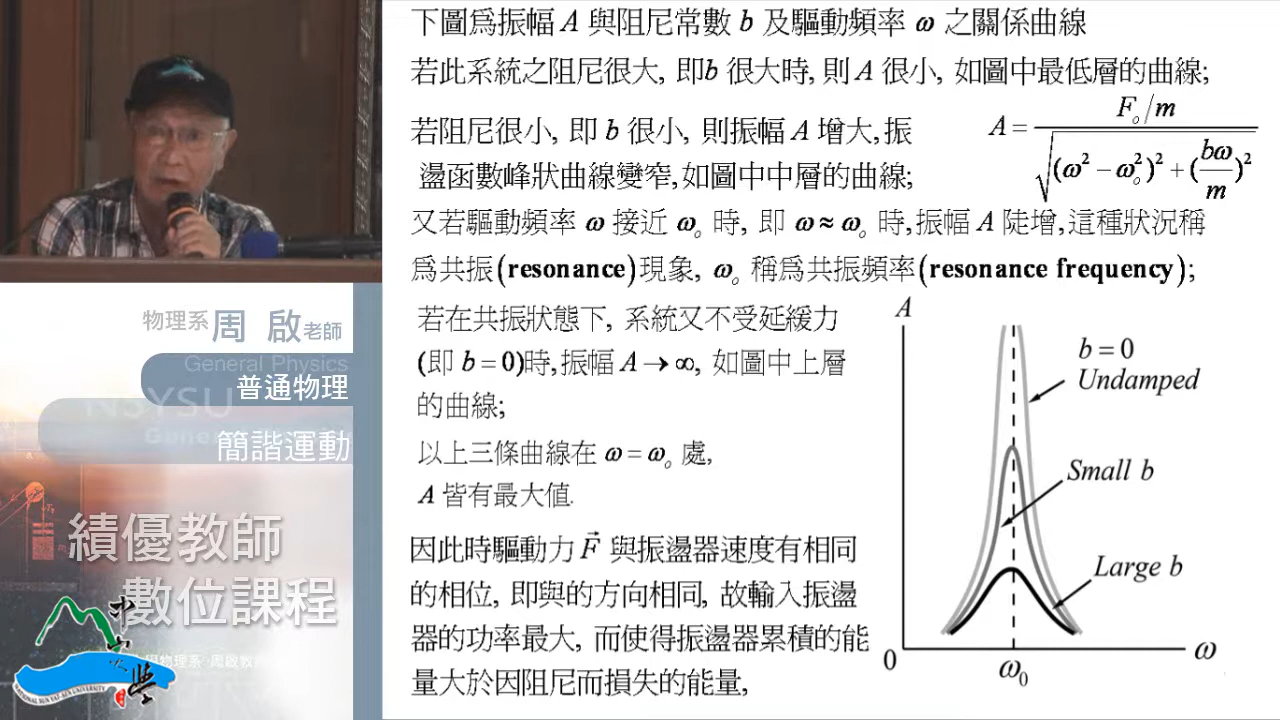 下圖為振幅 A 與阻尼常數 b 及驅動頻率 ω 之關係曲線
若此系統之阻尼很大, 即b 很大時, 則 A 很小, 如圖中最低層的曲線;
若阻尼很小, 即 b 很小, 則振幅 A 增大, 振
盪函數峰狀曲線變窄, 如圖中中層的曲線;
A = F₀/m / √((ω² − ω₀²)² + (bω/m)²)
又若驅動頻率 ω 接近 ω₀ 時, 即 ω ≈ ω₀ 時, 振幅 A 陡增, 這種狀況稱
為共振(resonance)現象, ω₀ 稱為共振頻率(resonance frequency);
若在共振狀態下, 系統又不受延緩力
(即 b = 0)時, 振幅 A → ∞, 如圖中上層
的曲線;
以上三條曲線在 ω = ω₀ 處,
A 皆有最大值.
因此時驅動力 F⃗ 與振盪器速度有相同
的相位, 即與的方向相同, 故輸入振盪
器的功率最大, 而使得振盪器累積的能
量大於因阻尼而損失的能量,
A
b = 0
Undamped
Small b
Large b
0
ω₀
ω
物理系 周 啟 老師
General Physics
普通物理
NSYSU
簡諧運動
績優教師
數位課程